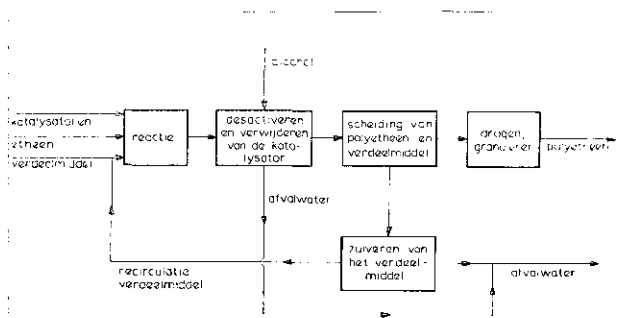 alcohol
katalysatoren
etheen
verdeelmiddel
reactie
desactiveren
en verwijderen
van de kata-
lysator
scheiding van
polyetheen en
verdeelmiddel
drogen,
granuleren
polyetheen
afvalwater
recirculatie
verdeelmiddel
zuiveren van
het verdeel-
middel
afvalwater